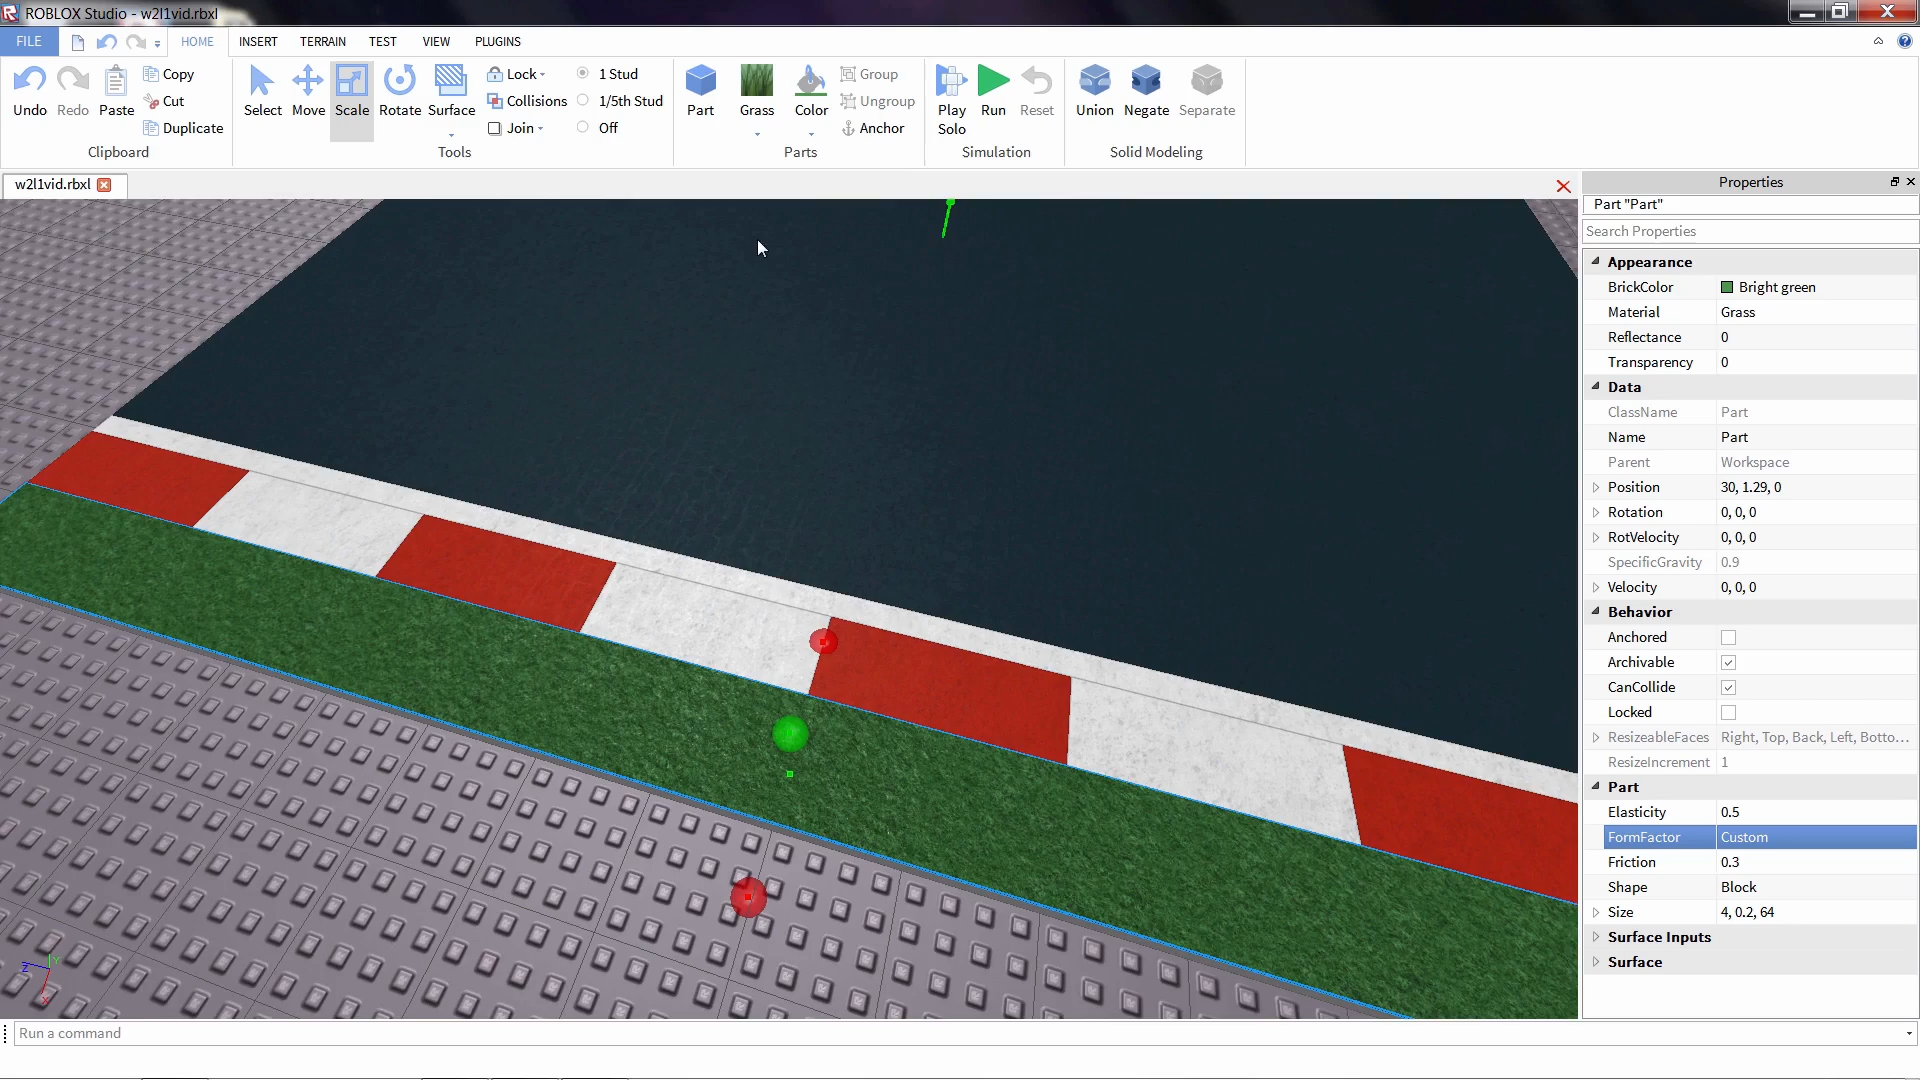 ROBLOX Studio - w2l1vid.rbxl
FILE HOME INSERT TERRAIN TEST VIEW PLUGINS
Undo Redo Paste Copy Cut Duplicate
Clipboard
Select Move Scale Rotate Surface Lock Collisions Join 1 Stud 1/5th Stud Off
Tools
Part Grass Color Group Ungroup Anchor
Parts
Play Solo Run Reset
Simulation
Union Negate Separate
Solid Modeling
w2l1vid.rbxl
Properties
Part "Part"
Search Properties
Appearance
BrickColor Bright green
Material Grass
Reflectance 0
Transparency 0
Data
ClassName Part
Name Part
Parent Workspace
Position 30, 1.29, 0
Rotation 0, 0, 0
RotVelocity 0, 0, 0
SpecificGravity 0.9
Velocity 0, 0, 0
Behavior
Anchored
Archivable
CanCollide
Locked
ResizeableFaces Right, Top, Back, Left, Botto...
ResizeIncrement 1
Part
Elasticity 0.5
FormFactor Custom
Friction 0.3
Shape Block
Size 4, 0.2, 64
Surface Inputs
Surface
Z Y X
Run a command